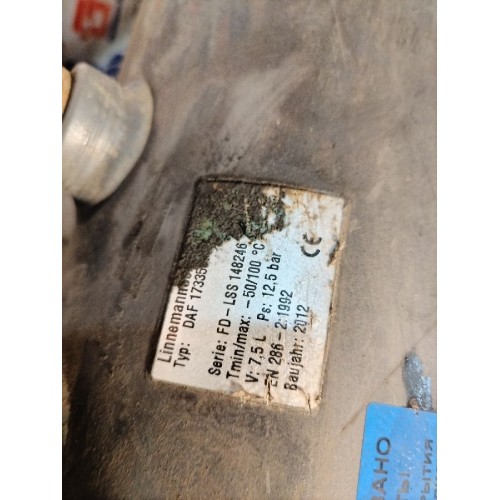 Linnemann
Typ: DAF 17335
Serie: FD-LSS 148246
Tmin/max: -50/100 °C
V: 7,5 L Ps: 12,5 bar
EN 286-2:1992
Baujahr: 2012
CE